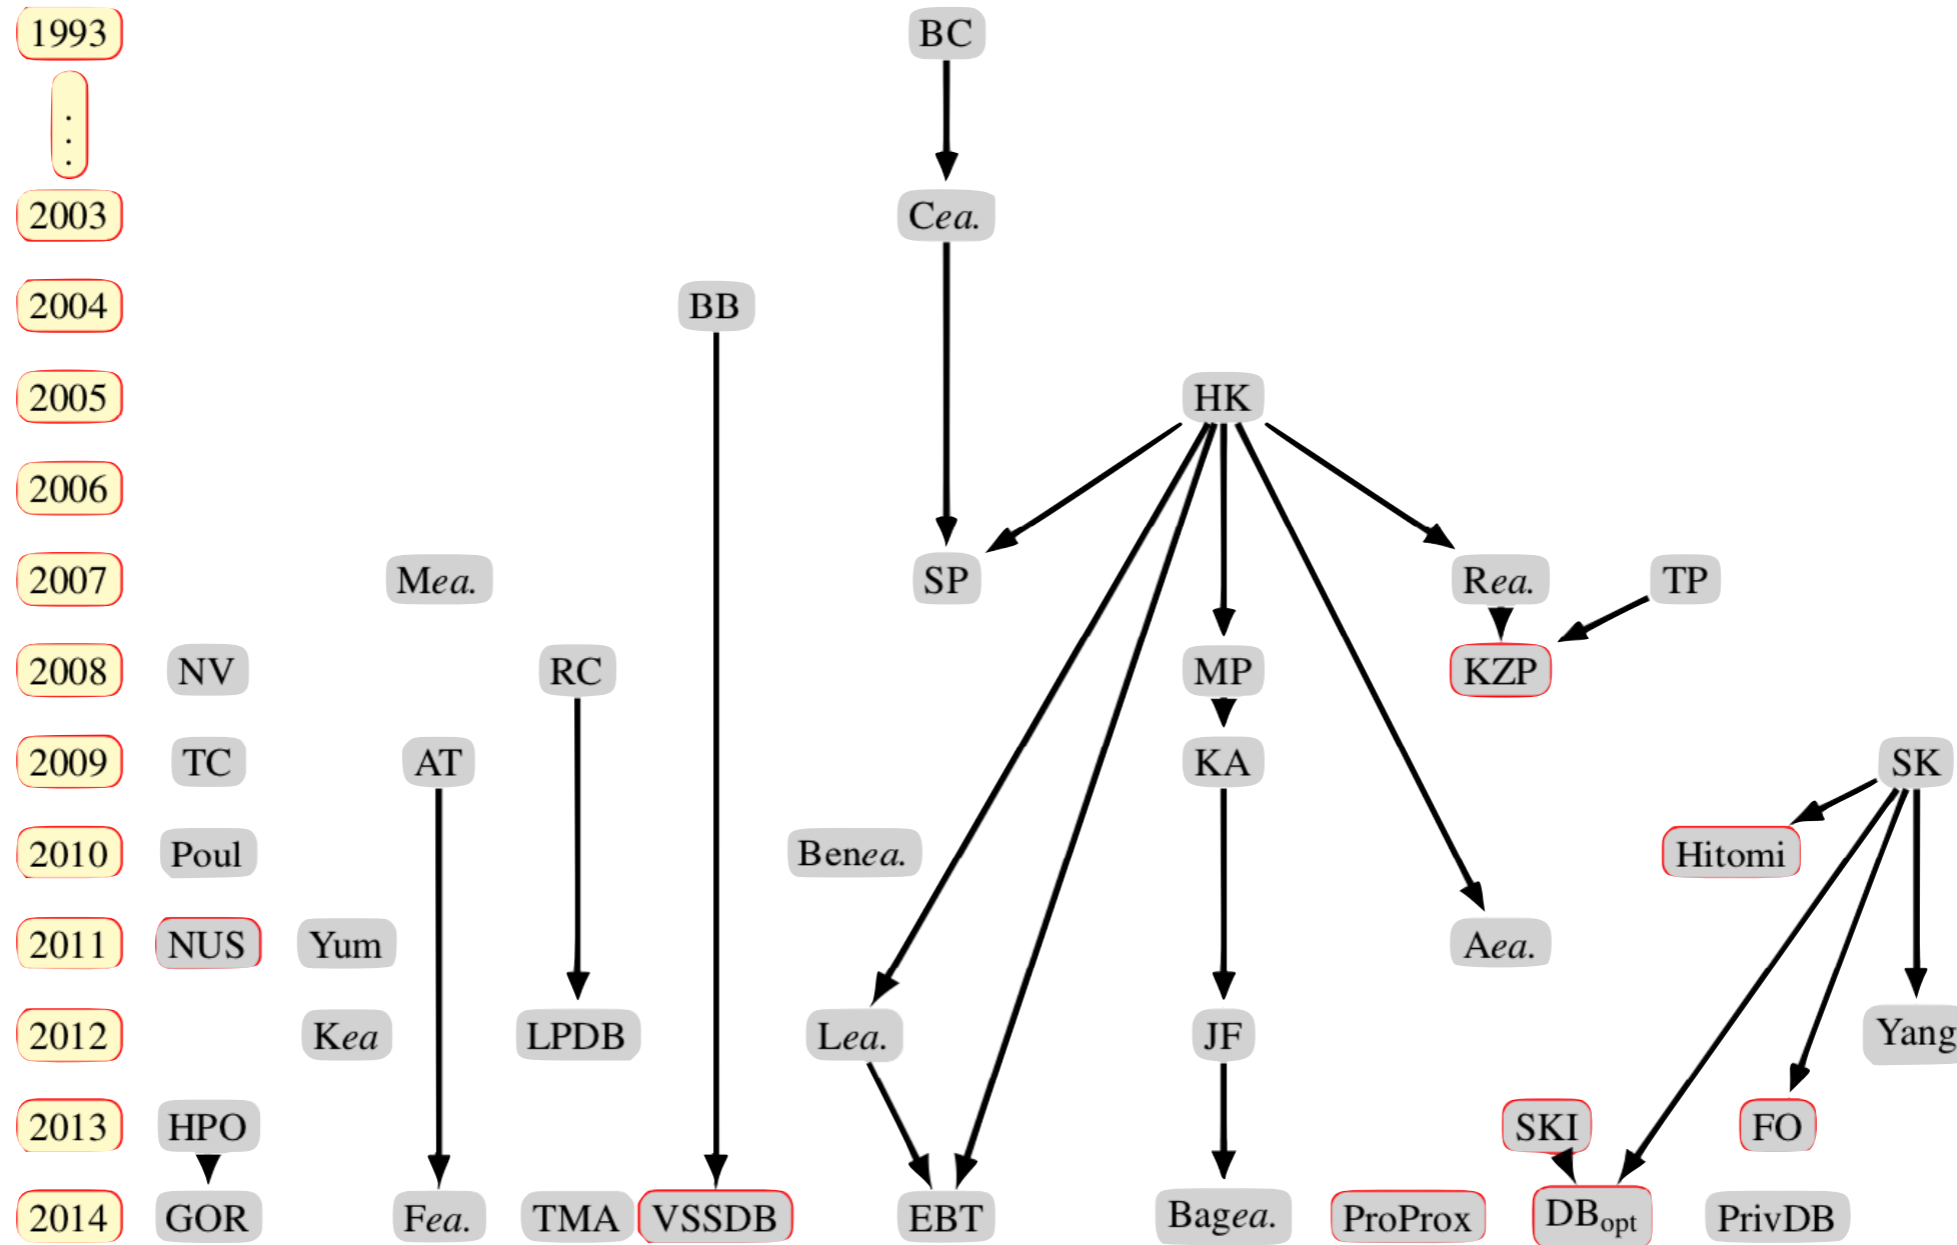 1993 BC
⋮
2003 Cea.
2004 BB
2005 HK
2006
2007 Mea. SP Rea. TP
2008 NV RC MP KZP
2009 TC AT KA SK
2010 Poul Benea. Hitomi
2011 NUS Yum Aea.
2012 Kea LPDB Lea. JF Yang
2013 HPO SKI FO
2014 GOR Fea. TMA VSSDB EBT Bagea. ProProx DBopt PrivDB